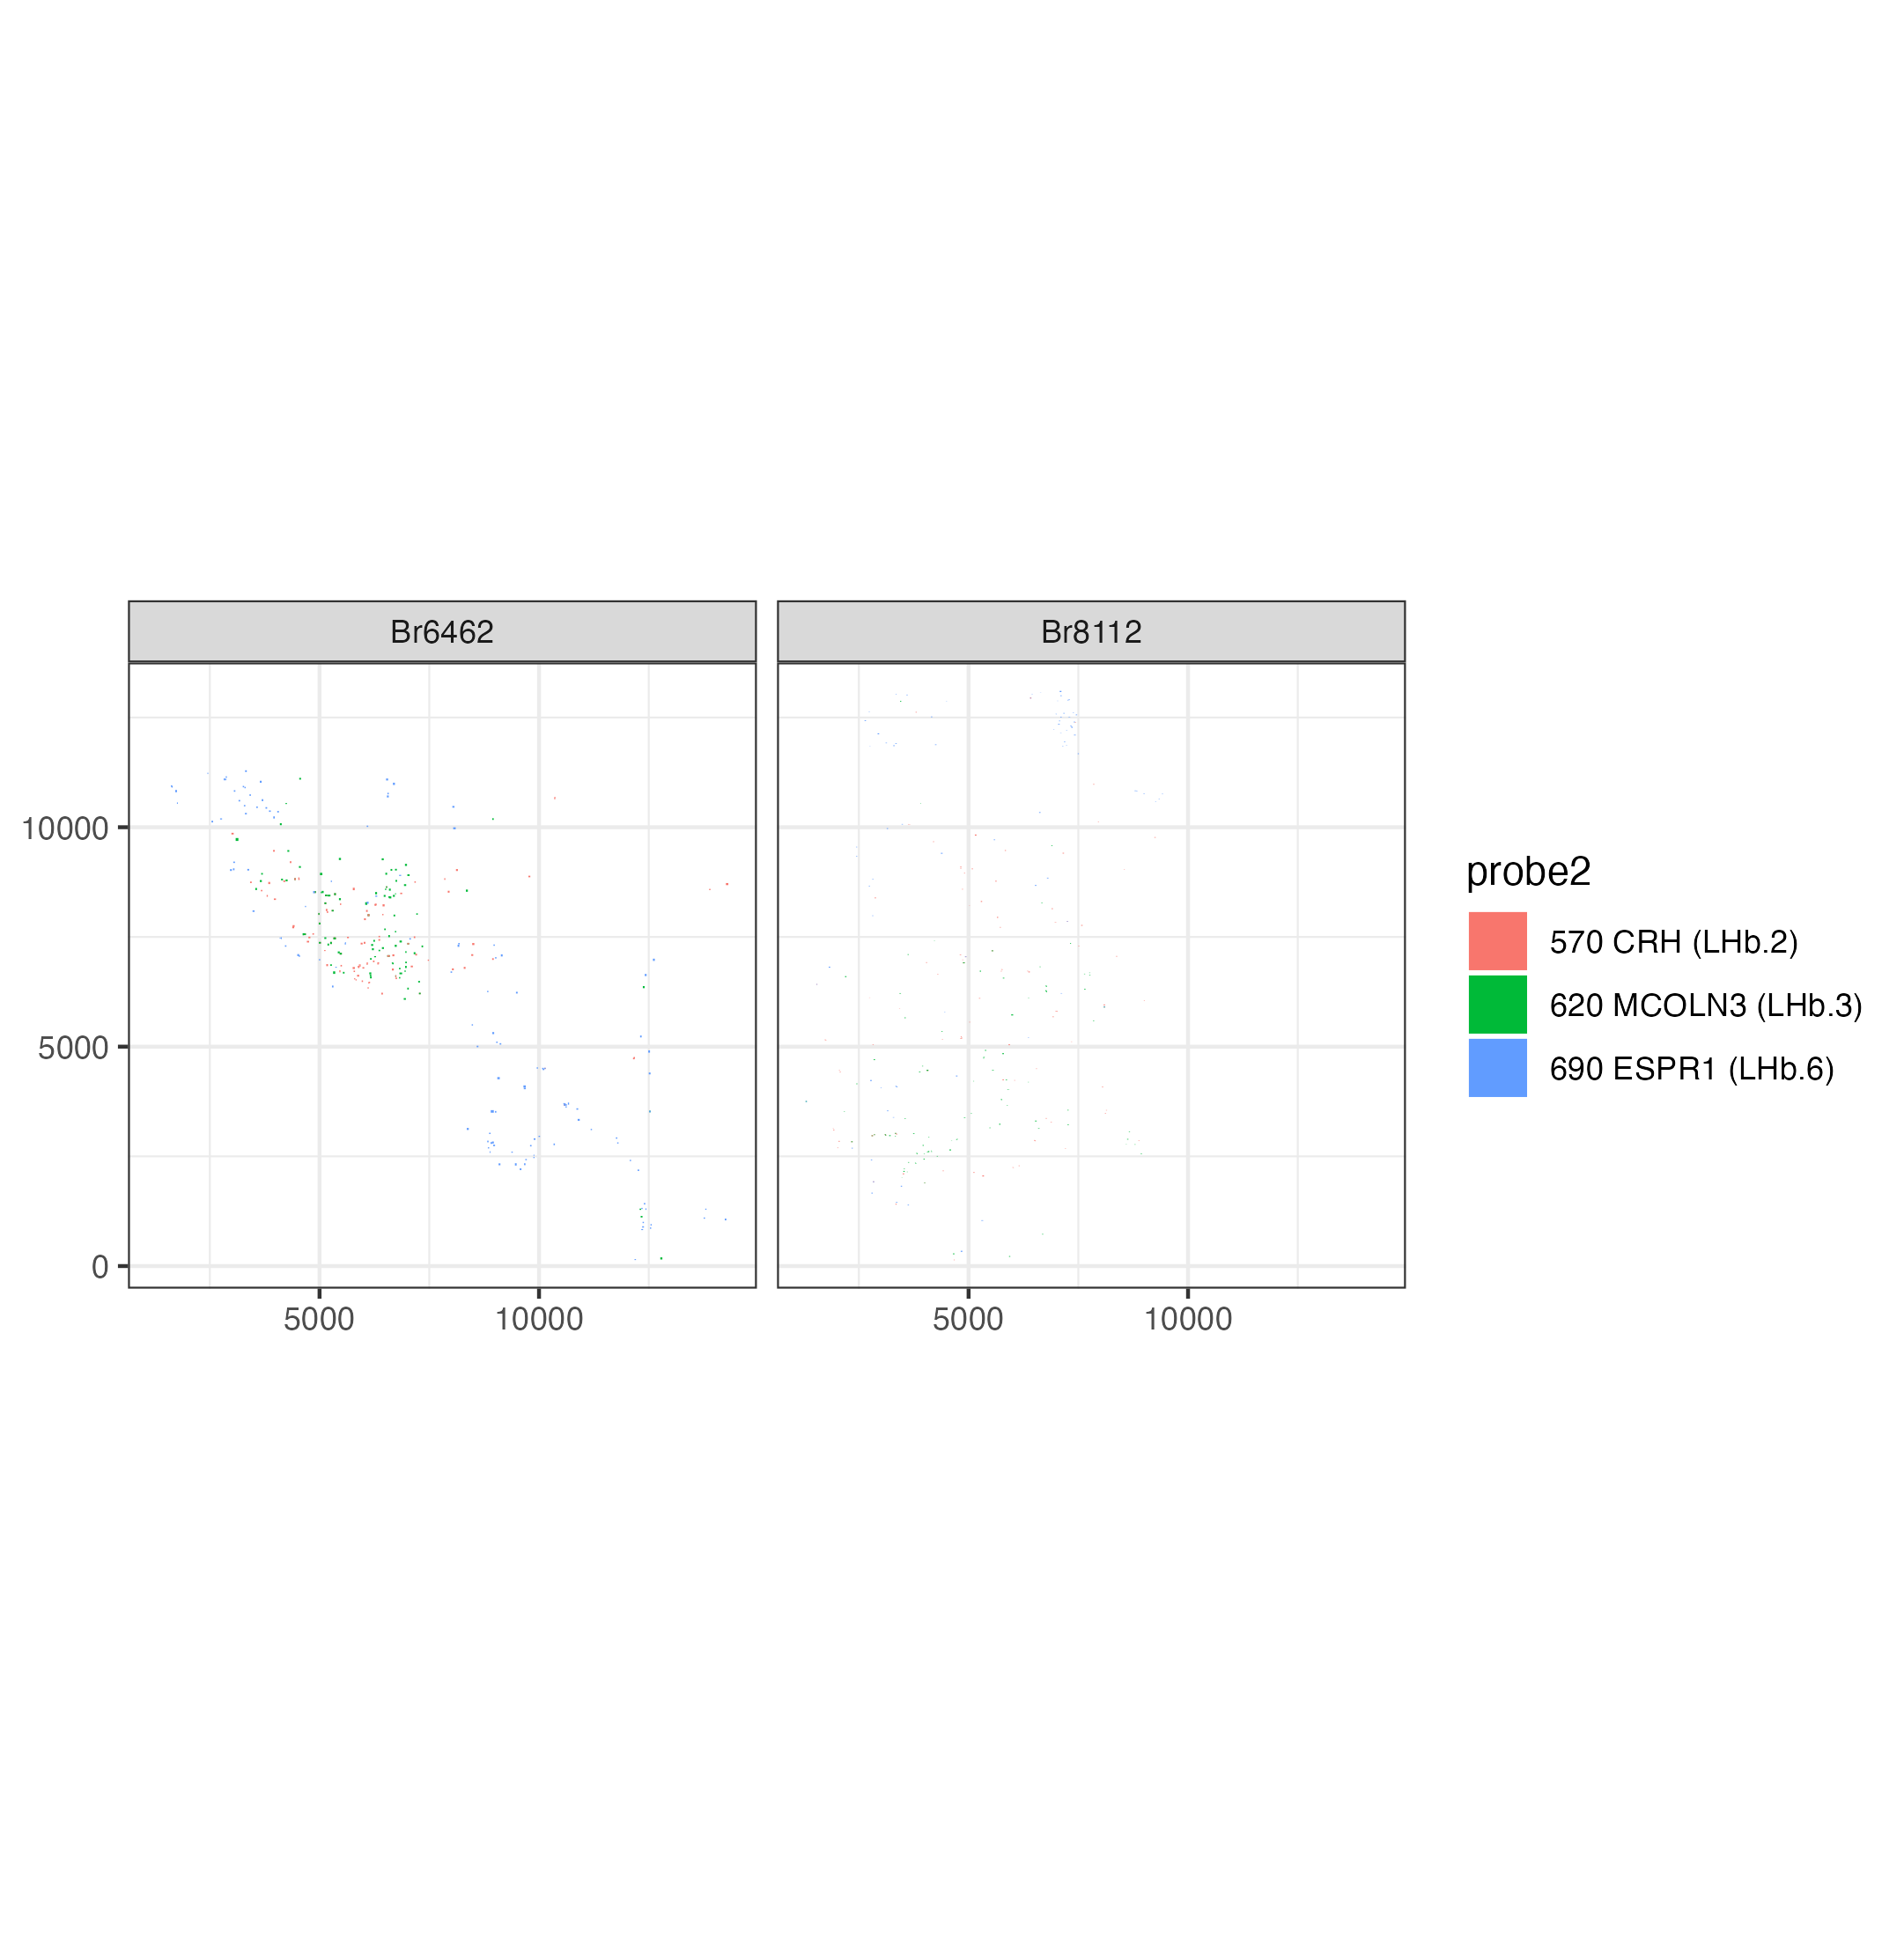 Br6462 Br8112
10000
5000
0
5000 10000 5000 10000
probe2
570 CRH (LHb.2)
620 MCOLN3 (LHb.3)
690 ESPR1 (LHb.6)